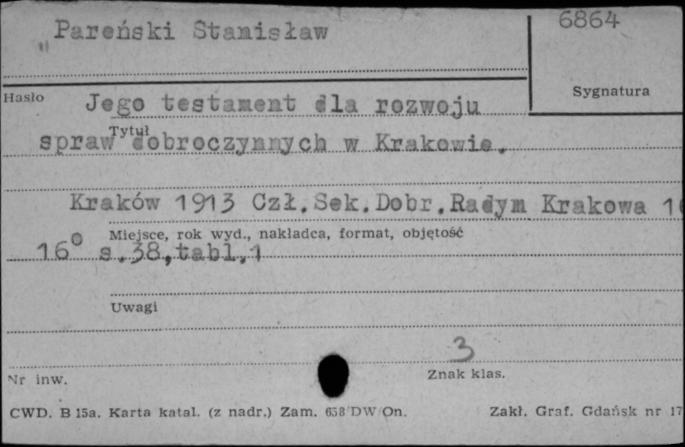 Pareński Stanisław
6864
Hasło
Sygnatura
Jego testament dla rozwoju
Tytuł
spraw dobroczynnych w Krakowie.
Kraków 1913 Czł.Sek.Dobr.Radym Krakowa 16
Miejsce, rok wyd., nakładca, format, objętość
16° s.38,tabl.1
Uwagi
3
Nr inw.
Znak klas.
CWD. B 15a. Karta katal. (z nadr.) Zam. 638/DW/On.
Zakł. Graf. Gdańsk nr 17